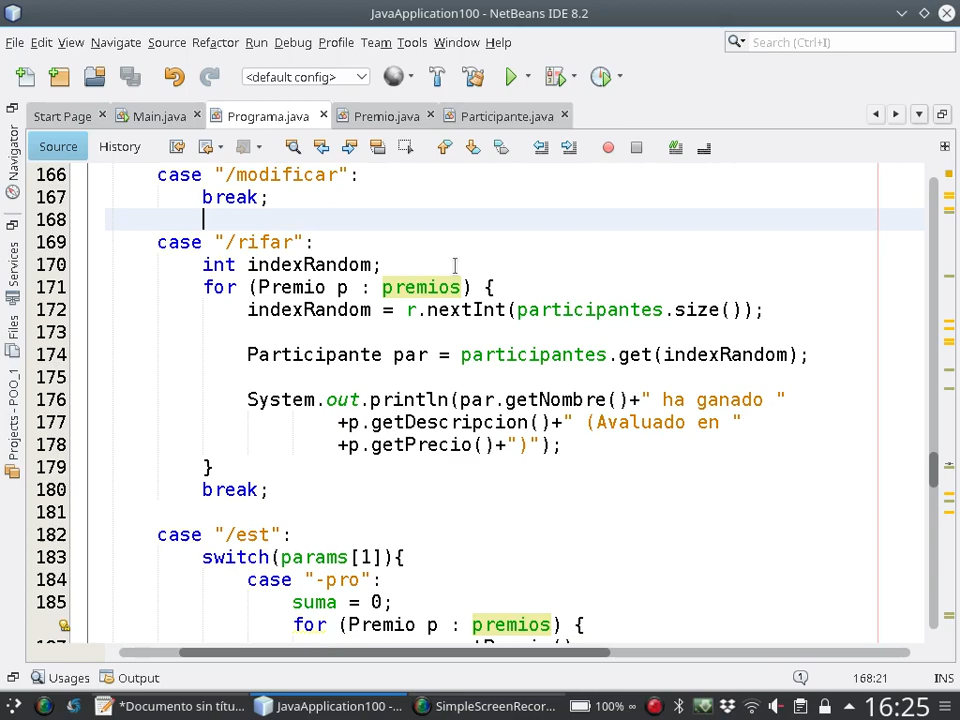 JavaApplication100 - NetBeans IDE 8.2
File Edit View Navigate Source Refactor Run Debug Profile Team Tools Window Help
Search (Ctrl+I)
<default config>
Start Page Main.java Programa.java Premio.java Participante.java
Source History
Navigator
Services
Files
Projects - POO_1
166 case "/modificar":
167 break;
168
169 case "/rifar":
170 int indexRandom;
171 for (Premio p : premios) {
172 indexRandom = r.nextInt(participantes.size());
173
174 Participante par = participantes.get(indexRandom);
175
176 System.out.println(par.getNombre()+" ha ganado "
177 +p.getDescripcion()+" (Avaluado en "
178 +p.getPrecio()+")");
179 }
180 break;
181
182 case "/est":
183 switch(params[1]){
184 case "-pro":
185 suma = 0;
for (Premio p : premios) {
Usages Output
1
168:21 INS
*Documento sin títu... JavaApplication100 -... SimpleScreenRecor... 100% ∞ 16:25